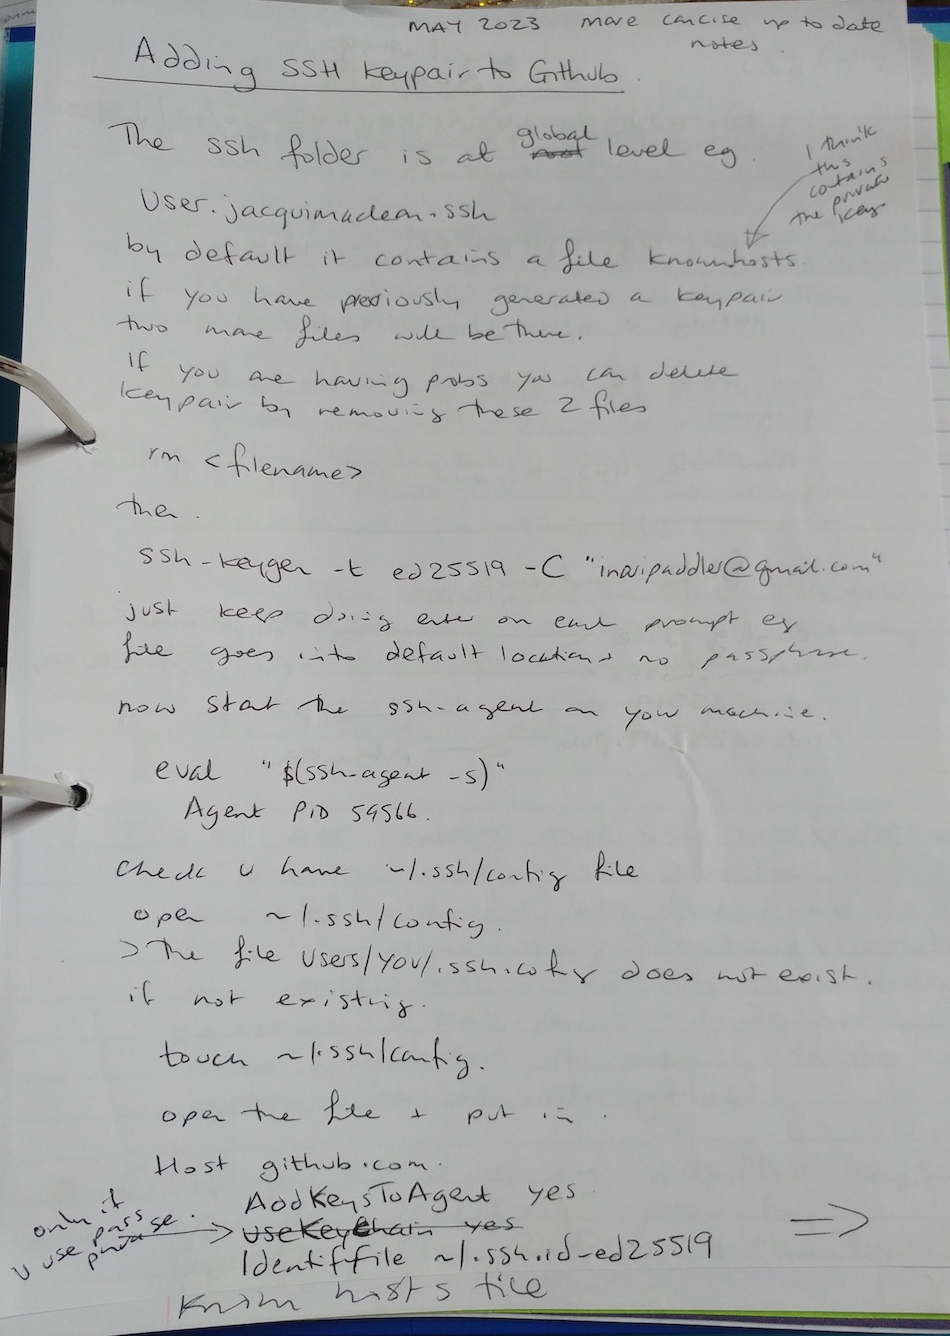 MAY 2023 more concise up to date
notes.
Adding SSH keypair to Github.
The ssh folder is at global level eg.
I think
this
contains
the private
key
User.jacquimaclean.ssh
by default it contains a file knownhosts.
if you have previously generated a keypair
two more files will be there.
If you are having probs you can delete
keypair by removing these 2 files
rm <filename>
then.
ssh-keygen -t ed25519 -C "inoripaddler@gmail.com"
just keep doing enter on each prompt eg
file goes into default location + no passphrase.
now start the ssh-agent on your machine.
eval "$(ssh-agent -s)"
Agent PID 59566.
check u have ~/.ssh/config file
open ~/.ssh/config.
> The file Users/YOU/.ssh.config does not exist.
if not existing.
touch ~/.ssh/config.
open the file + put in.
Host github.com.
AddKeysToAgent yes
only if
u use pass
phrase.
useKeyChain yes
Identiffile ~/.ssh.id-ed25519
Known hosts file